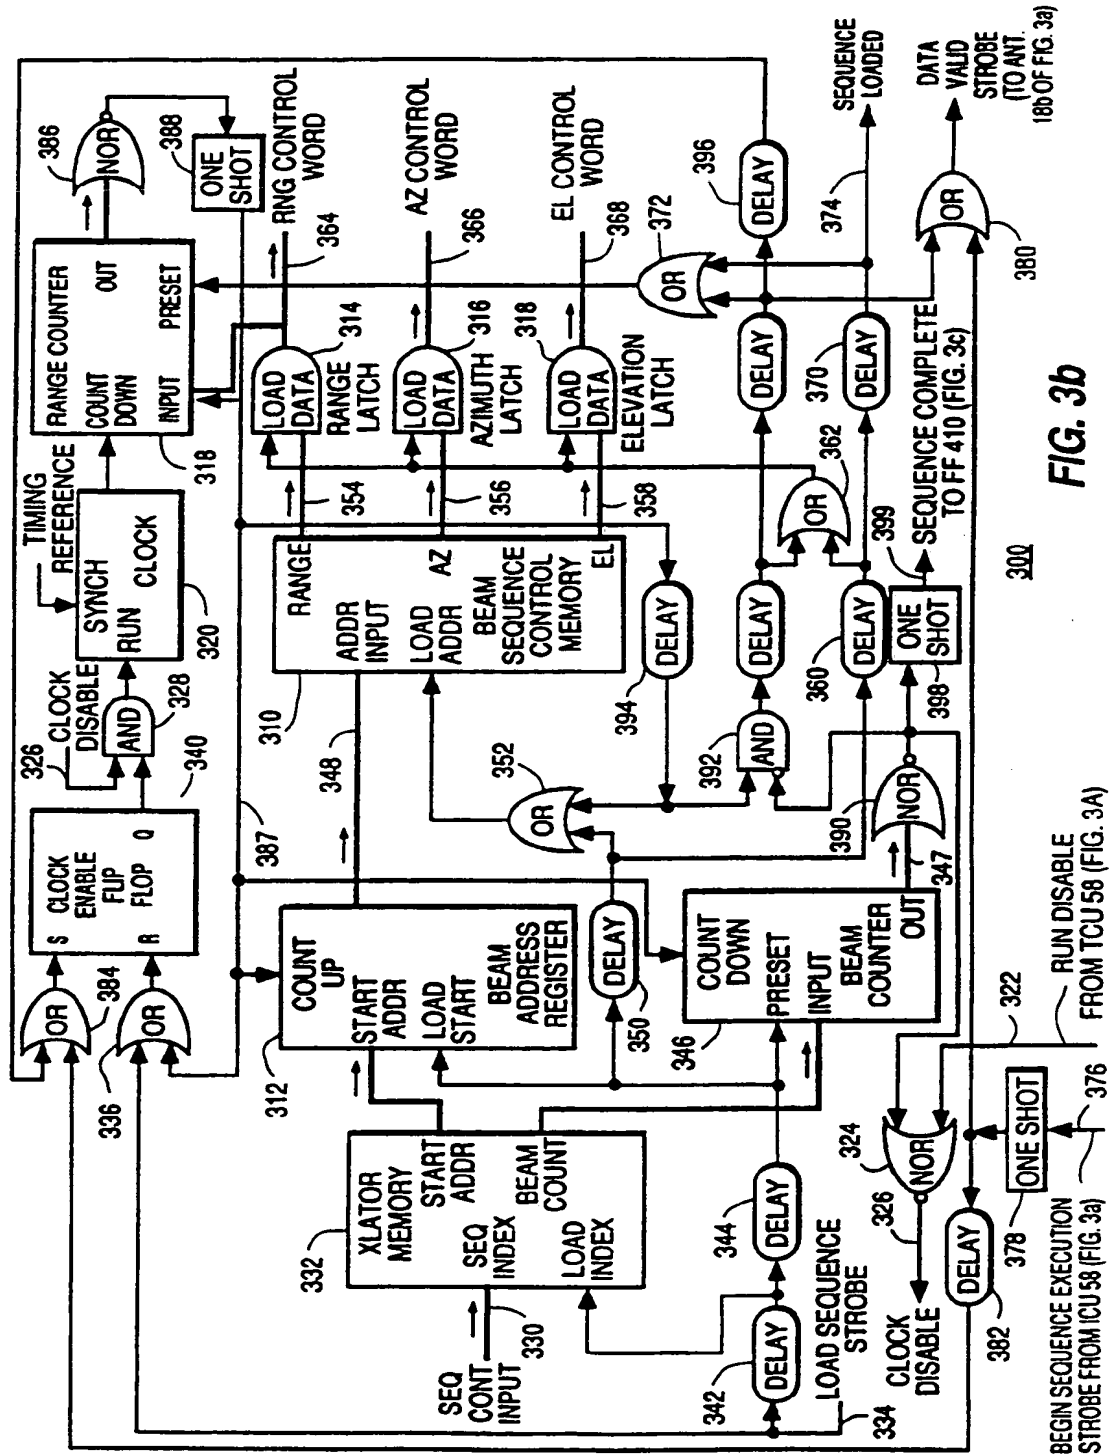 TIMING
REFERENCE
326
CLOCK
DISABLE
AND
328
340
S
CLOCK
ENABLE
FLIP
FLOP
Q
R
OR
384
OR
336
SYNCH
RUN
CLOCK
320
RANGE COUNTER
COUNT
DOWN
OUT
INPUT
PRESET
318
NOR
386
ONE
SHOT
388
387
RNG CONTROL
WORD
364
AZ CONTROL
WORD
366
EL CONTROL
WORD
368
LOAD
DATA
314
RANGE
LATCH
LOAD
DATA
316
AZIMUTH
LATCH
LOAD
DATA
318
ELEVATION
LATCH
354
356
358
RANGE
ADDR
INPUT
AZ
LOAD
ADDR
BEAM
SEQUENCE
CONTROL
MEMORY
EL
310
348
COUNT
UP
START
ADDR
LOAD
START
BEAM
ADDRESS
REGISTER
312
XLATOR
MEMORY
START
ADDR
SEQ
INDEX
BEAM
COUNT
LOAD
INDEX
332
SEQ
CONT
INPUT
330
OR
352
DELAY
394
OR
372
DELAY
396
AND
392
DELAY
DELAY
DELAY
350
DELAY
360
OR
362
DELAY
370
374
SEQUENCE
LOADED
COUNT
DOWN
PRESET
INPUT
BEAM
COUNTER
OUT
346
347
NOR
390
ONE
SHOT
398
399
SEQUENCE COMPLETE
TO FF 410 (FIG. 3c)
OR
380
DATA
VALID
STROBE
(TO ANT.
18b OF FIG. 3a)
DELAY
342
DELAY
344
LOAD SEQUENCE
STROBE
334
NOR
324
326
CLOCK
DISABLE
322
RUN DISABLE
FROM TCU 58 (FIG. 3A)
DELAY
382
ONE SHOT
378
376
BEGIN SEQUENCE EXECUTION
STROBE FROM ICU 58 (FIG. 3a)
300
FIG. 3b